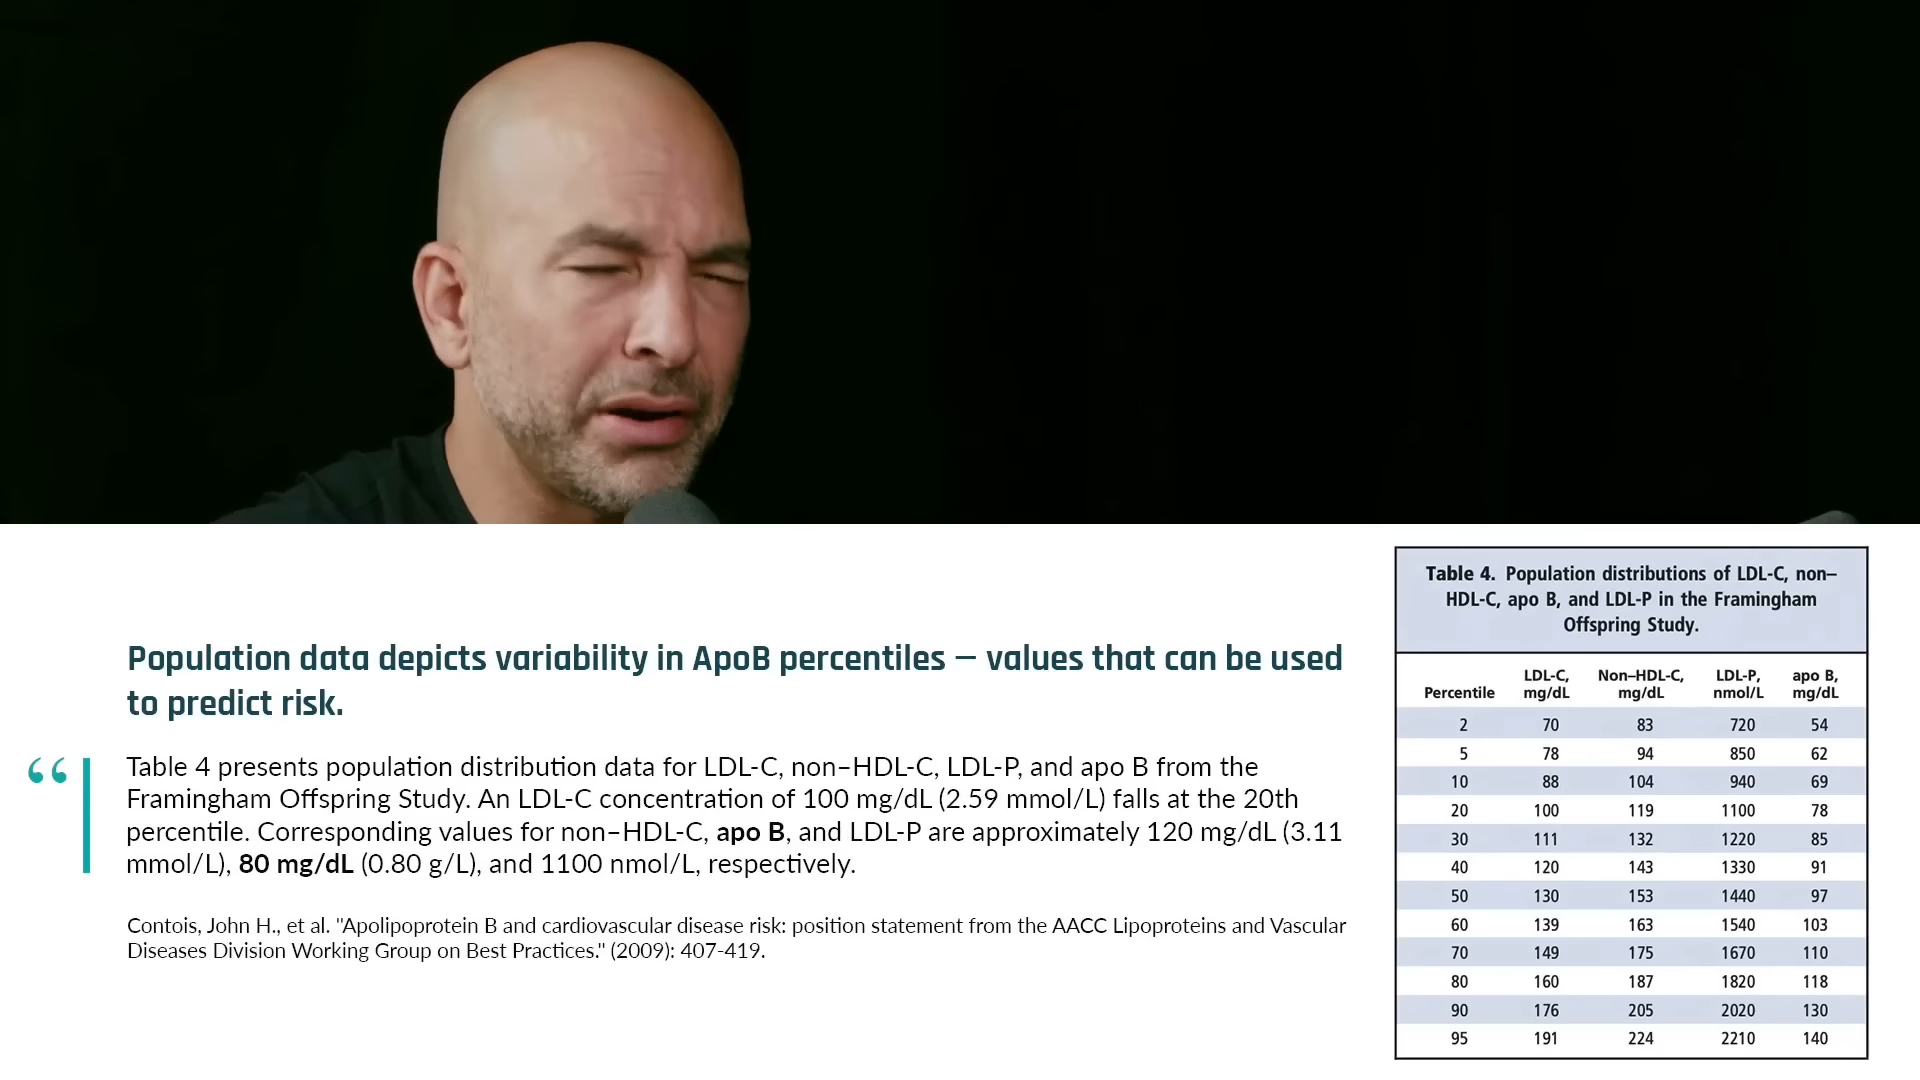 Population data depicts variability in ApoB percentiles — values that can be used
to predict risk.
“
Table 4 presents population distribution data for LDL-C, non–HDL-C, LDL-P, and apo B from the
Framingham Offspring Study. An LDL-C concentration of 100 mg/dL (2.59 mmol/L) falls at the 20th
percentile. Corresponding values for non–HDL-C, apo B, and LDL-P are approximately 120 mg/dL (3.11
mmol/L), 80 mg/dL (0.80 g/L), and 1100 nmol/L, respectively.
Contois, John H., et al. "Apolipoprotein B and cardiovascular disease risk: position statement from the AACC Lipoproteins and Vascular
Diseases Division Working Group on Best Practices." (2009): 407-419.
Table 4. Population distributions of LDL-C, non–
HDL-C, apo B, and LDL-P in the Framingham
Offspring Study.
LDL-C, Non–HDL-C, LDL-P, apo B,
Percentile mg/dL mg/dL nmol/L mg/dL
2 70 83 720 54
5 78 94 850 62
10 88 104 940 69
20 100 119 1100 78
30 111 132 1220 85
40 120 143 1330 91
50 130 153 1440 97
60 139 163 1540 103
70 149 175 1670 110
80 160 187 1820 118
90 176 205 2020 130
95 191 224 2210 140